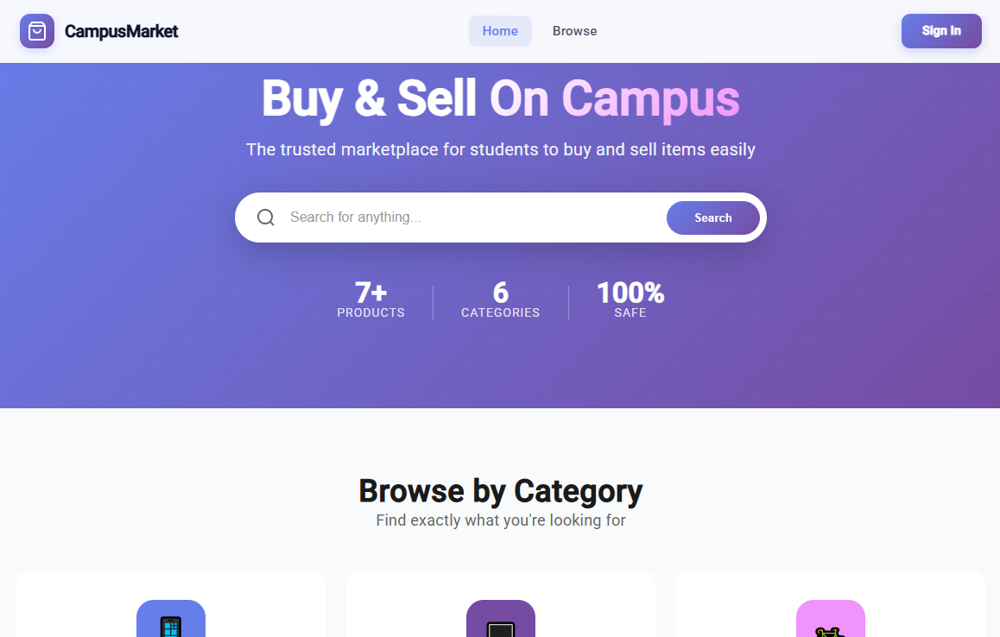 CampusMarket
Home
Browse
Sign In
Buy & Sell On Campus
The trusted marketplace for students to buy and sell items easily
Search for anything...
Search
7+
PRODUCTS
6
CATEGORIES
100%
SAFE
Browse by Category
Find exactly what you're looking for